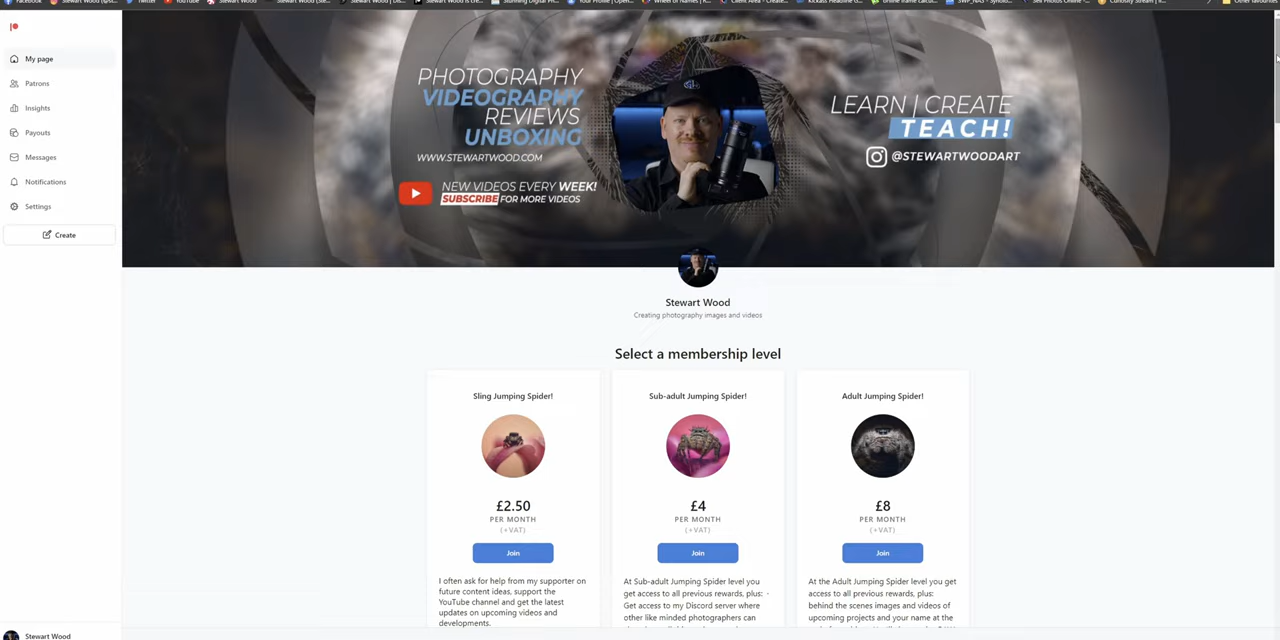 Facebook
Twitter
YouTube
Stewart Wood
My page
Patrons
Insights
Payouts
Messages
Notifications
Settings
Create
PHOTOGRAPHY
VIDEOGRAPHY
REVIEWS
UNBOXING
WWW.STEWARTWOOD.COM
NEW VIDEOS EVERY WEEK!
SUBSCRIBE FOR MORE VIDEOS
LEARN | CREATE
TEACH!
@STEWARTWOODART
Stewart Wood
Creating photography images and videos
Select a membership level
Sling Jumping Spider!
£2.50
PER MONTH
(+VAT)
Join
I often ask for help from my supporter on
future content ideas, support the
YouTube channel and get the latest
updates on upcoming videos and
developments.
Sub-adult Jumping Spider!
£4
PER MONTH
(+VAT)
Join
At Sub-adult Jumping Spider level you
get access to all previous rewards, plus: -
Get access to my Discord server where
other like minded photographers can
Adult Jumping Spider!
£8
PER MONTH
(+VAT)
Join
At the Adult Jumping Spider level you get
access to all previous rewards, plus:
behind the scenes images and videos of
upcoming projects and your name at the
Stewart Wood